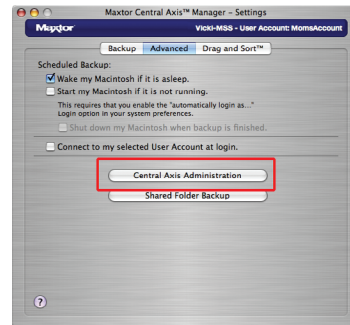 Maxtor Central Axis™ Manager – Settings
Maxtor
Vicki-MSS - User Account: MomsAccount
Backup Advanced Drag and Sort™
Scheduled Backup:
Wake my Macintosh if it is asleep.
Start my Macintosh if it is not running.
This requires that you enable the "automatically login as..."
Login option in your system preferences.
Shut down my Macintosh when backup is finished.
Connect to my selected User Account at login.
Central Axis Administration
Shared Folder Backup
?